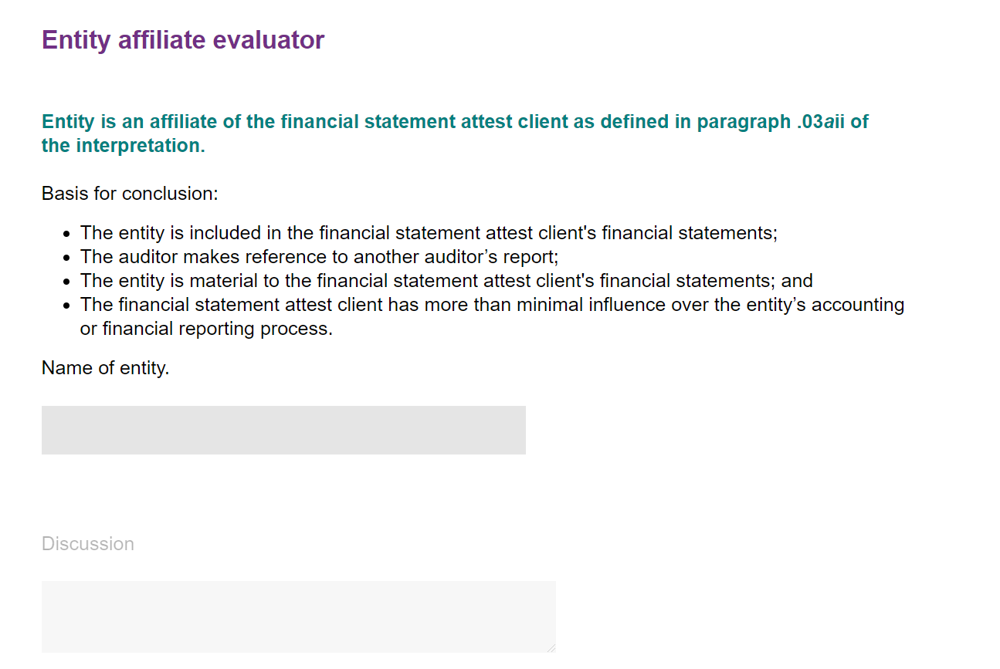 Entity affiliate evaluator
Entity is an affiliate of the financial statement attest client as defined in paragraph .03aii of
the interpretation.
Basis for conclusion:
• The entity is included in the financial statement attest client's financial statements;
• The auditor makes reference to another auditor’s report;
• The entity is material to the financial statement attest client's financial statements; and
• The financial statement attest client has more than minimal influence over the entity’s accounting
or financial reporting process.
Name of entity.
Discussion